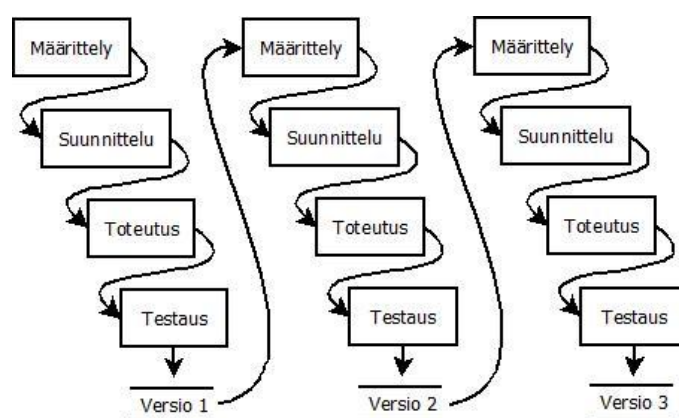 Määrittely
Suunnittelu
Toteutus
Testaus
Versio 1
Määrittely
Suunnittelu
Toteutus
Testaus
Versio 2
Määrittely
Suunnittelu
Toteutus
Testaus
Versio 3